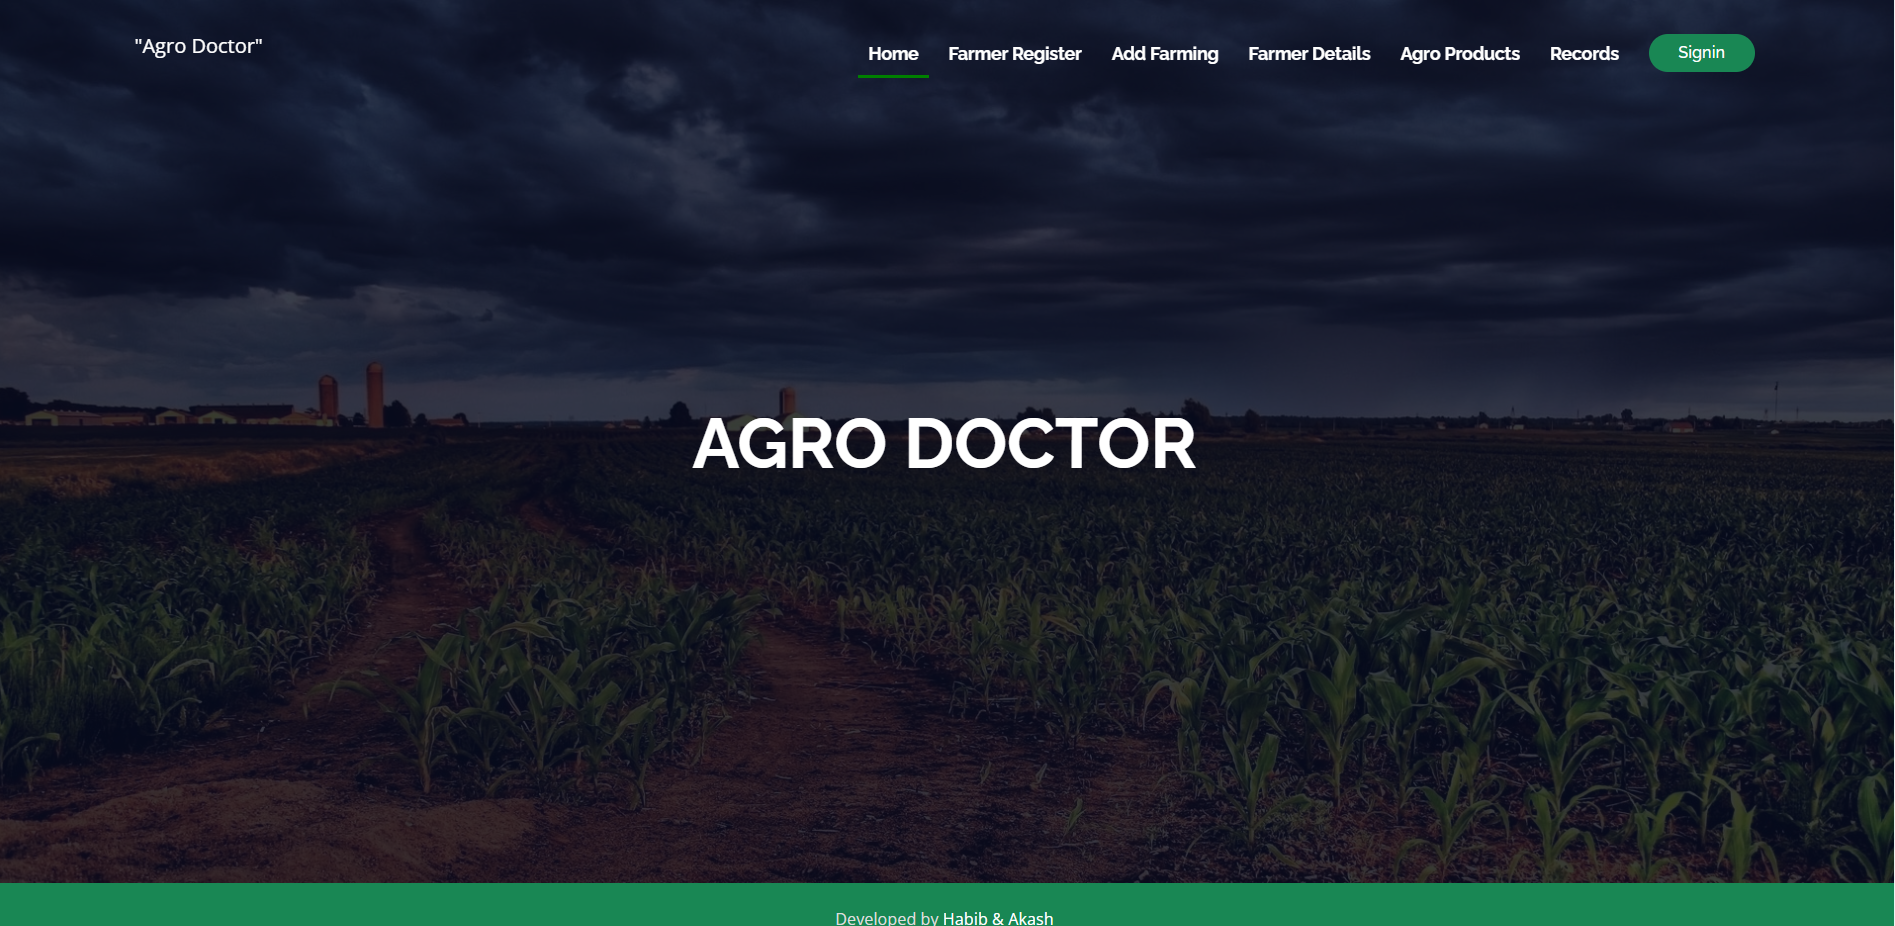 "Agro Doctor"
Home Farmer Register Add Farming Farmer Details Agro Products Records Signin
AGRO DOCTOR
Developed by Habib & Akash